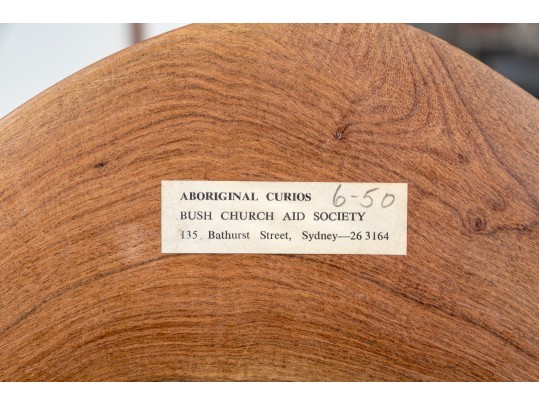 ABORIGINAL CURIOS 6-50
BUSH CHURCH AID SOCIETY
135 Bathurst Street, Sydney—26 3164